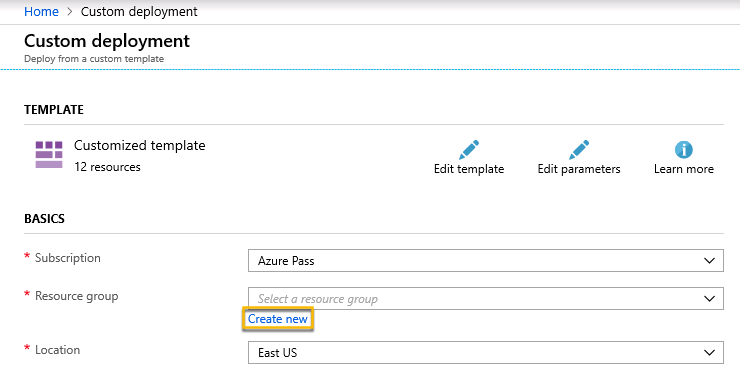 Home > Custom deployment
Custom deployment
Deploy from a custom template
TEMPLATE
Customized template
12 resources
Edit template
Edit parameters
Learn more
BASICS
* Subscription
Azure Pass
* Resource group
Select a resource group
Create new
* Location
East US